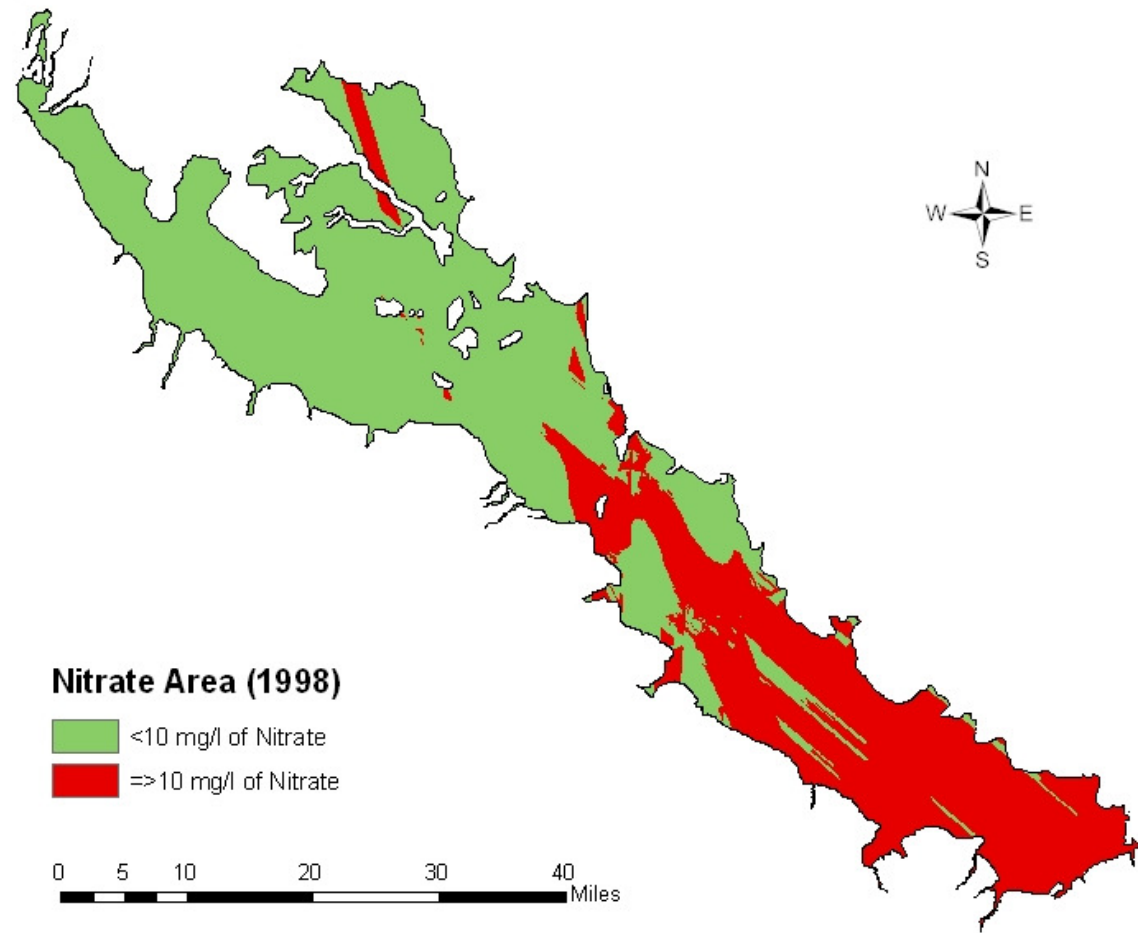 N
W E
S
Nitrate Area (1998)
<10 mg/l of Nitrate
=>10 mg/l of Nitrate
0 5 10 20 30 40
Miles